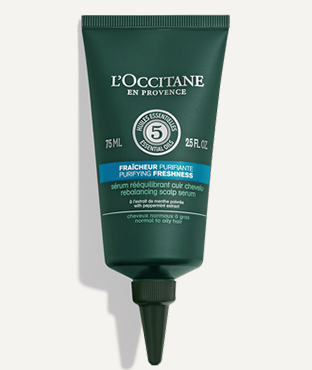 L'OCCITANE
EN PROVENCE
HUILES ESSENTIELLES
5
ESSENTIAL OILS
75 ML
2.5 FL.OZ
FRAÎCHEUR PURIFIANTE
PURIFYING FRESHNESS
sérum rééquilibrant cuir chevelu
rebalancing scalp serum
à l'extrait de menthe poivrée
with peppermint extract
cheveux normaux à gras
normal to oily hair